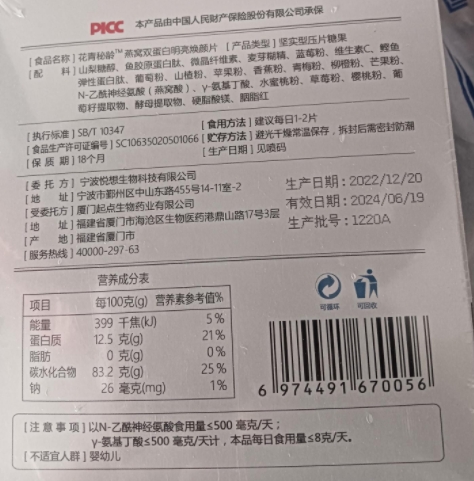 PICC 本产品由中国人民财产保险股份有限公司承保
[食品名称] 花青秘龄™燕窝双蛋白明亮焕颜片 [产品类型] 坚实型压片糖果
[配 料] 山梨糖醇、鱼胶原蛋白肽、微晶纤维素、麦芽糊精、蓝莓粉、维生素C、鲣鱼
弹性蛋白肽、葡萄粉、山楂粉、苹果粉、香蕉粉、青梅粉、柳橙粉、芒果粉、
N-乙酰神经氨酸(燕窝酸)、γ-氨基丁酸、水蜜桃粉、草莓粉、樱桃粉、葡
萄籽提取物、酵母提取物、硬脂酸镁、胭脂红
[执行标准] SB/T 10347 [食用方法] 建议每日1-2片
[食品生产许可证编号] SC10635020501066 [贮存方法] 避光干燥常温保存，拆封后需密封防潮
[保 质 期] 18个月 [生产日期] 见喷码
[委 托 方] 宁波悦想生物科技有限公司
[地 址] 宁波市鄞州区中山东路455号14-11室-2
[受委托方] 厦门起点生物药业有限公司
[地 址] 福建省厦门市海沧区生物医药港鼎山路17号3层
[产 地] 福建省厦门市
[服务热线] 40000-297-63
生产日期：2022/12/20
有效日期：2024/06/19
生产批号：1220A
营养成分表
项目 每100克(g) 营养素参考值%
能量 399 千焦(kJ) 5%
蛋白质 12.5 克(g) 21%
脂肪 0 克(g) 0%
碳水化合物 83.2 克(g) 25%
钠 26 毫克(mg) 1%
可循环 可回收
6 974491 670056
[注 意 事 项] 以N-乙酰神经氨酸食用量≤500 毫克/天；
γ-氨基丁酸≤500 毫克/天计，本品每日食用量≤8克/天。
[不适宜人群] 婴幼儿